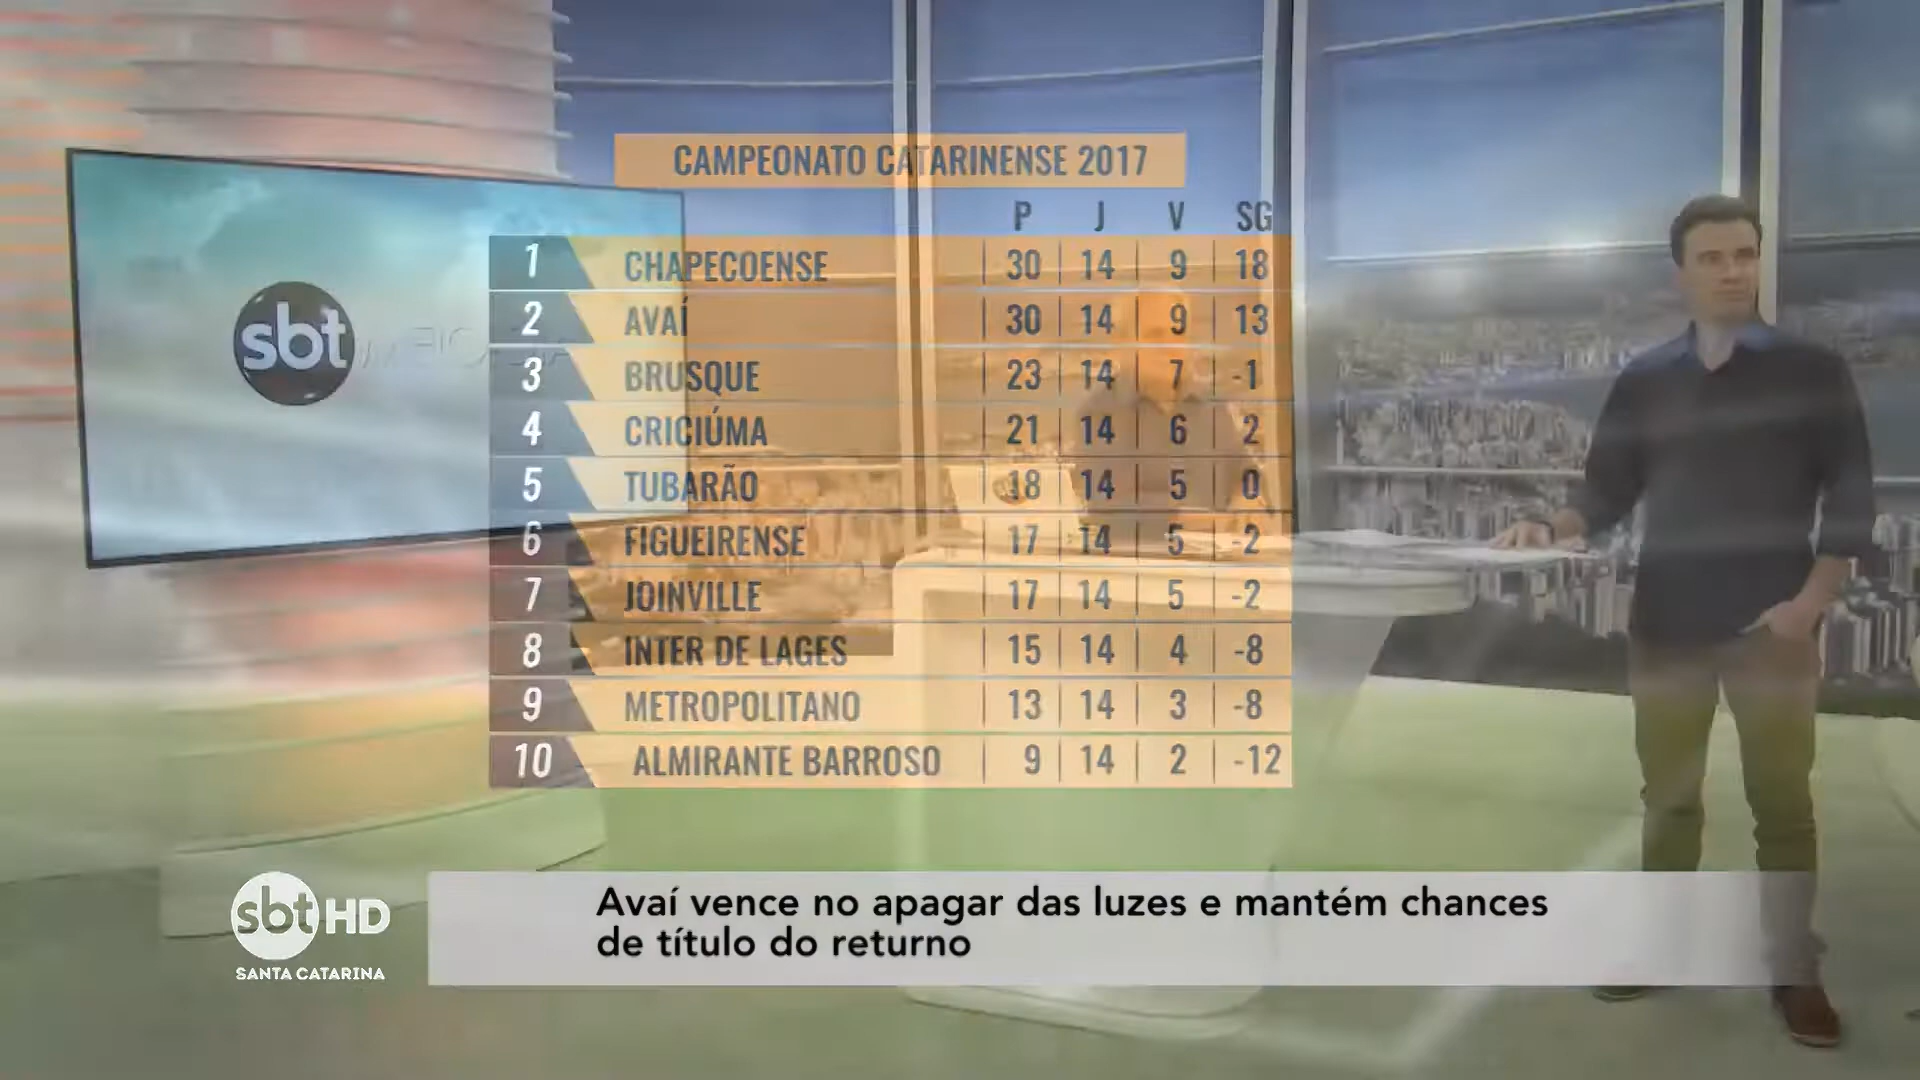 CAMPEONATO CATARINENSE 2017
P J V SG
1 CHAPECOENSE 30 14 9 18
2 AVAÍ 30 14 9 13
3 BRUSQUE 23 14 7 -1
4 CRICIÚMA 21 14 6 2
5 TUBARÃO 18 14 5 0
6 FIGUEIRENSE 17 14 5 -2
7 JOINVILLE 17 14 5 -2
8 INTER DE LAGES 15 14 4 -8
9 METROPOLITANO 13 14 3 -8
10 ALMIRANTE BARROSO 9 14 2 -12
sbt
sbt HD
SANTA CATARINA
Avaí vence no apagar das luzes e mantém chances
de título do returno